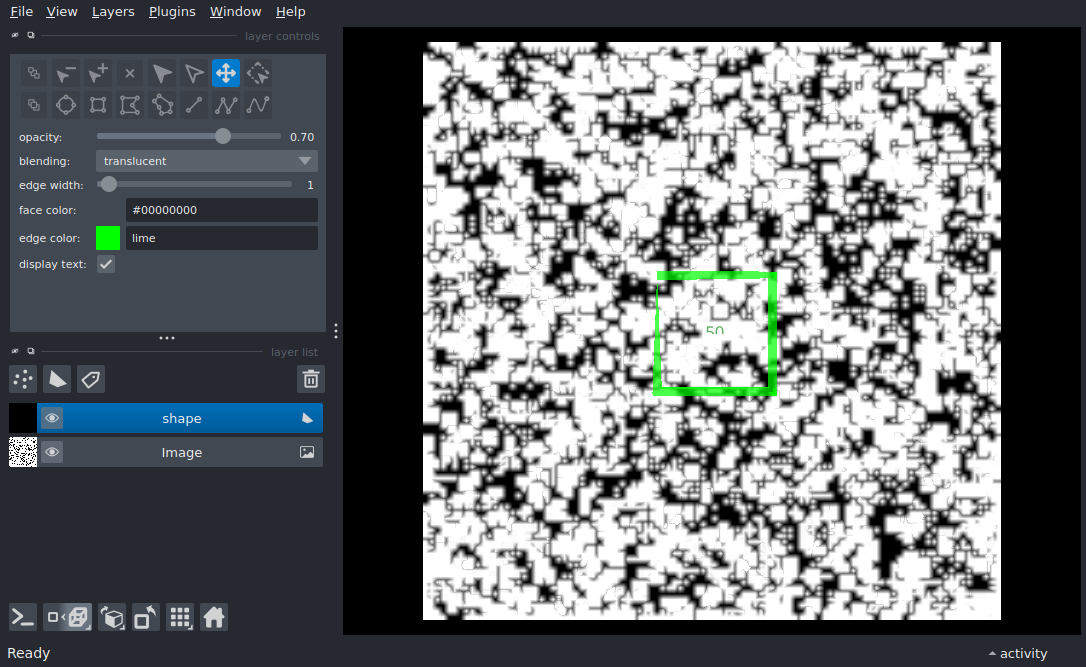 File View Layers Plugins Window Help
layer controls
opacity: 0.70
blending: translucent
edge width: 1
face color: #00000000
edge color: lime
display text:
50
layer list
shape
Image
Ready
activity